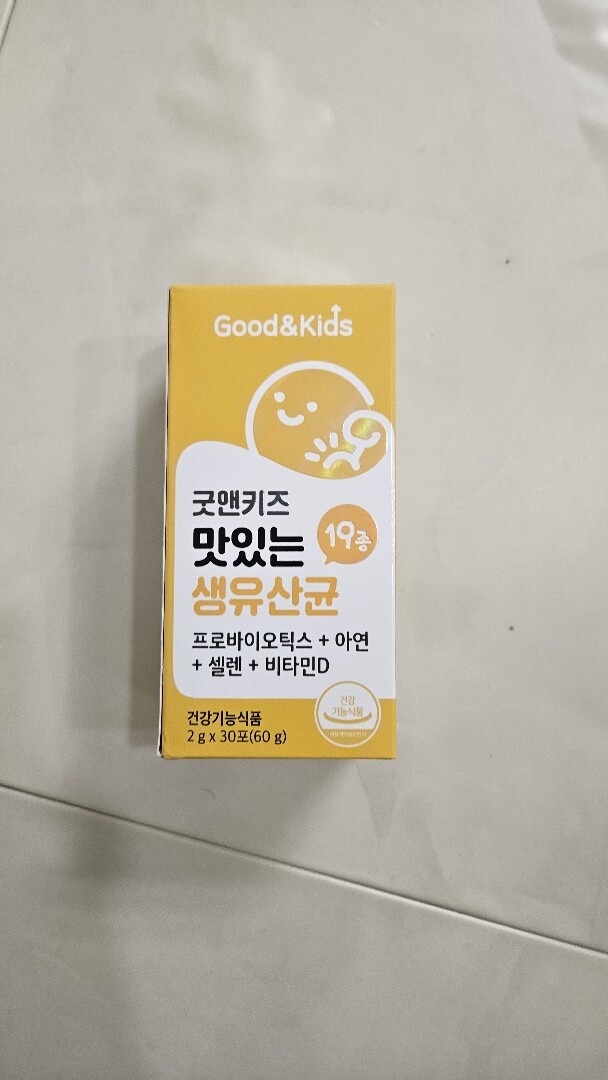 Good&Kids
굿앤키즈
맛있는
19종
생유산균
프로바이오틱스 + 아연
+ 셀렌 + 비타민D
건강
기능식품
건강기능식품
2 g x 30포(60 g)